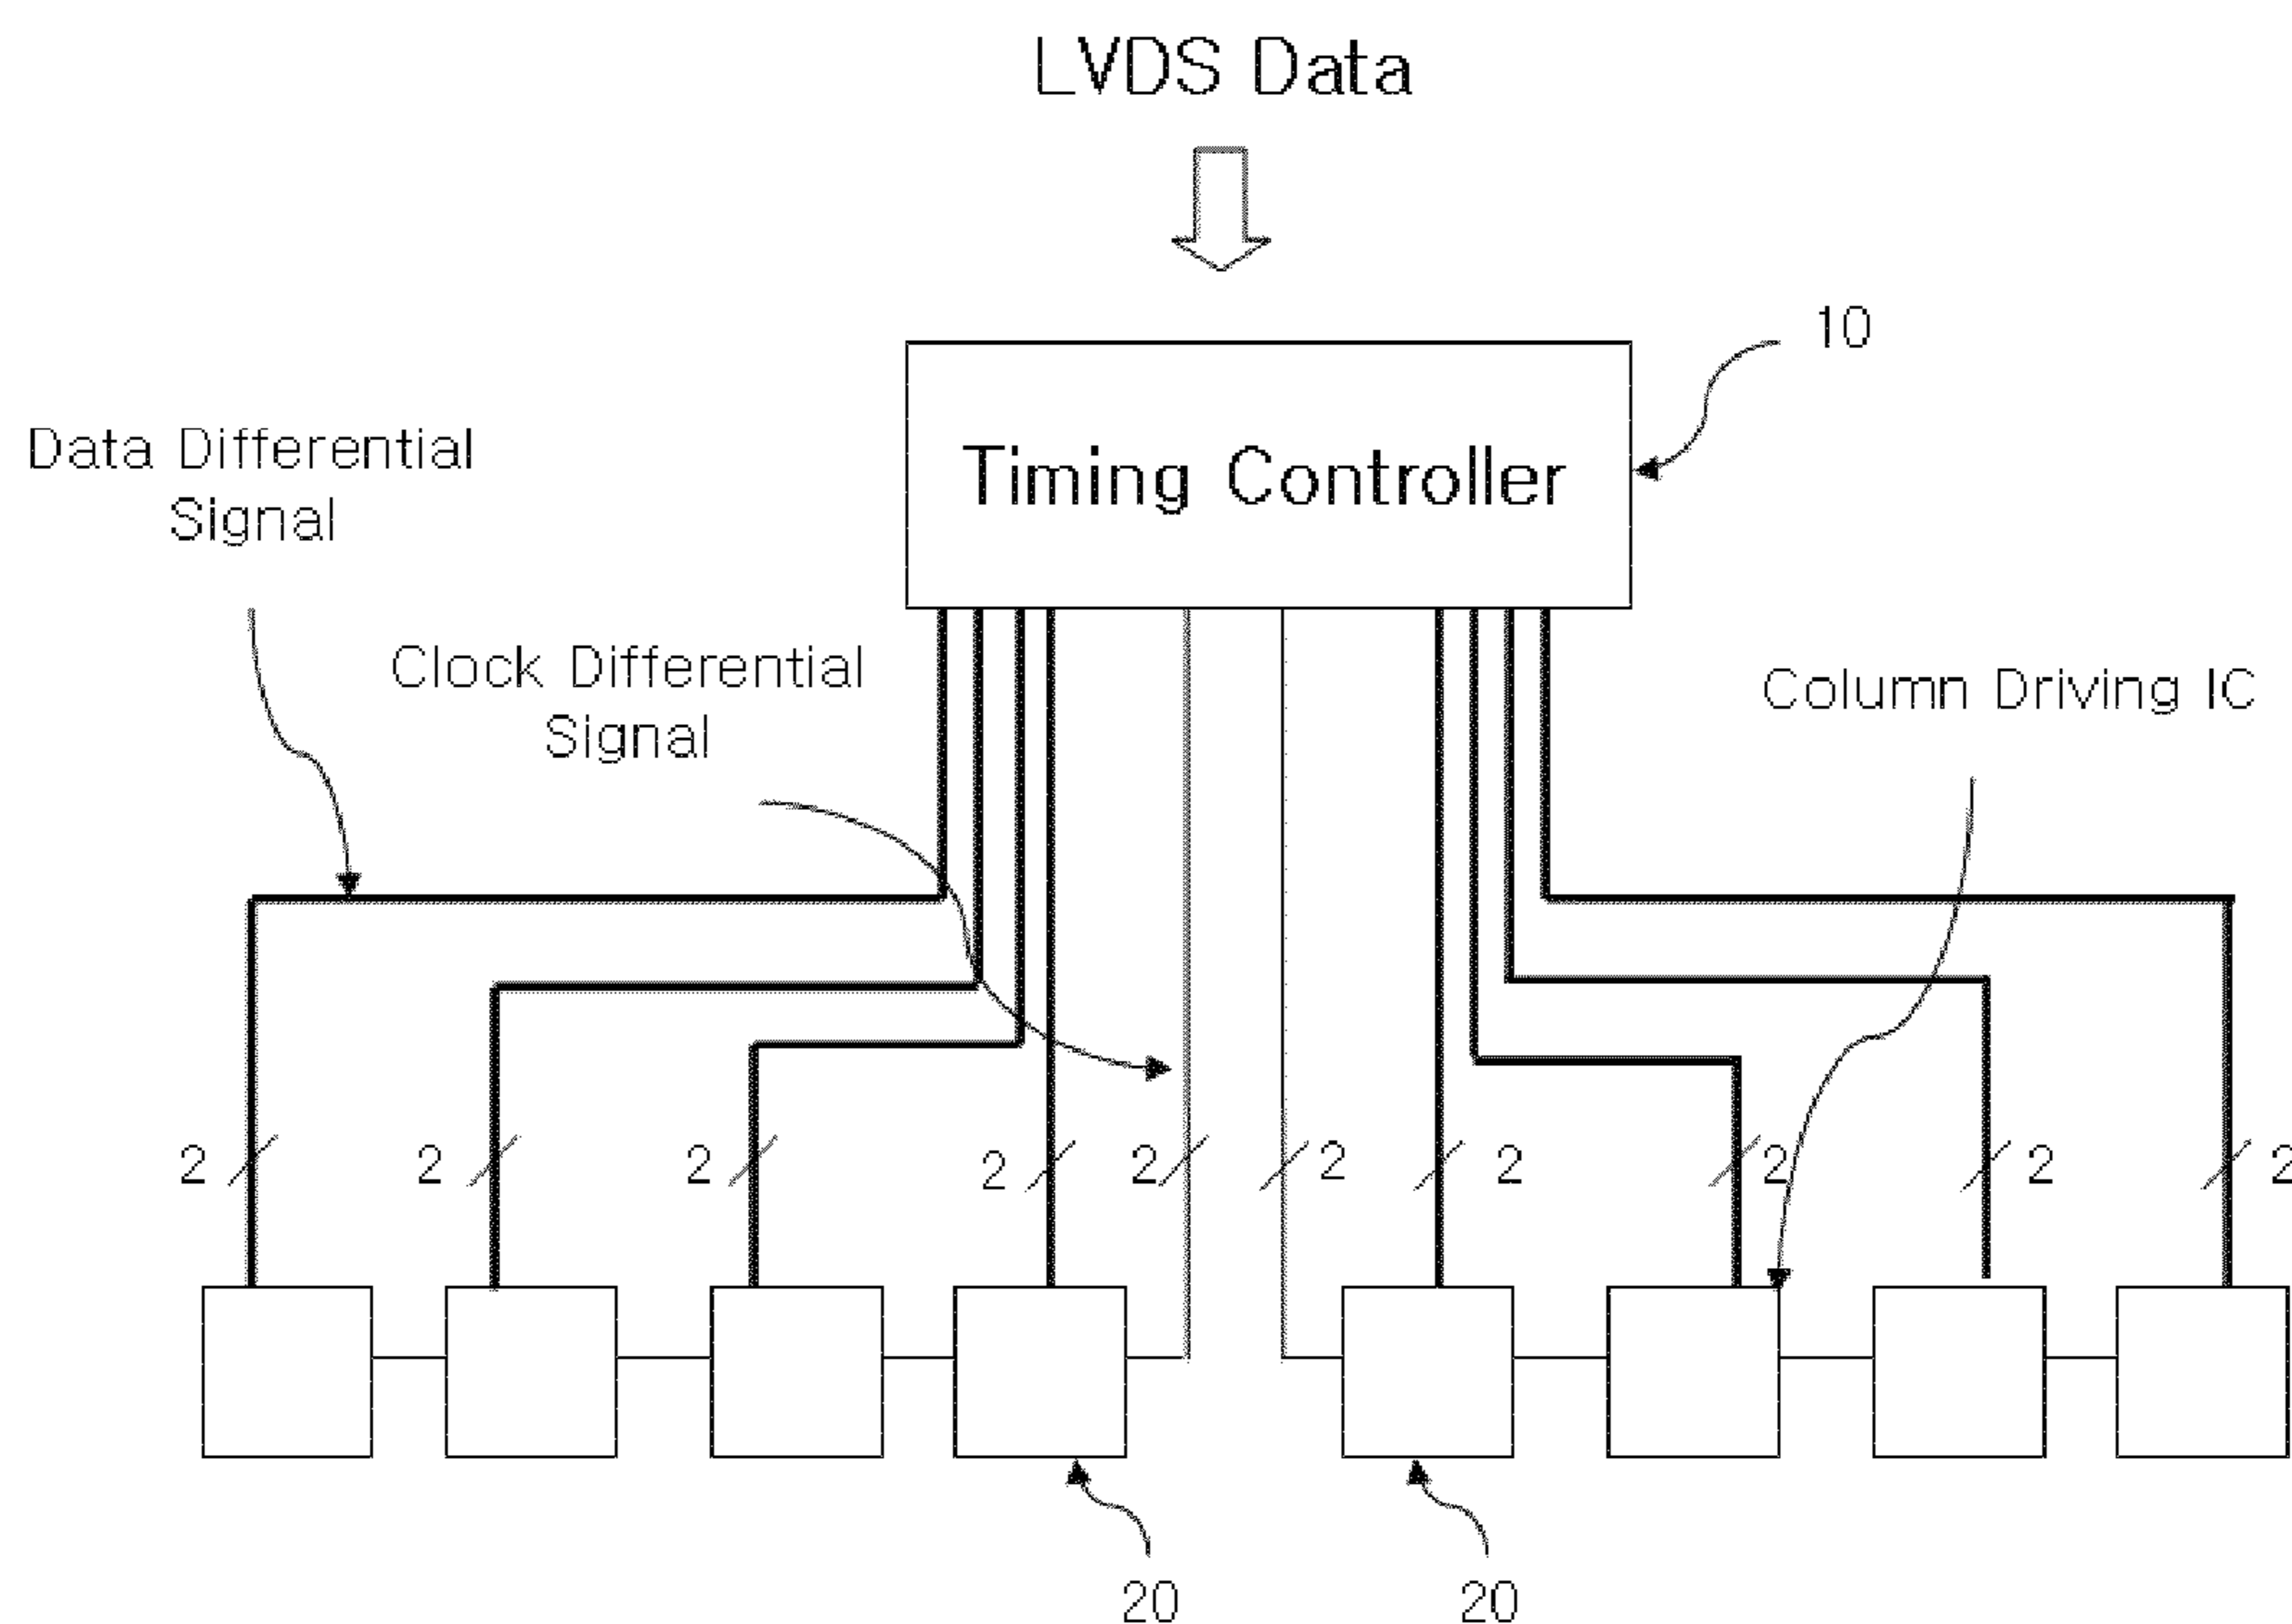 LVDS Data
10
Timing Controller
Data Differential
Signal
Clock Differential
Signal
Column Driving IC
2
2
2
2
2
2
2
2
2
2
20
20